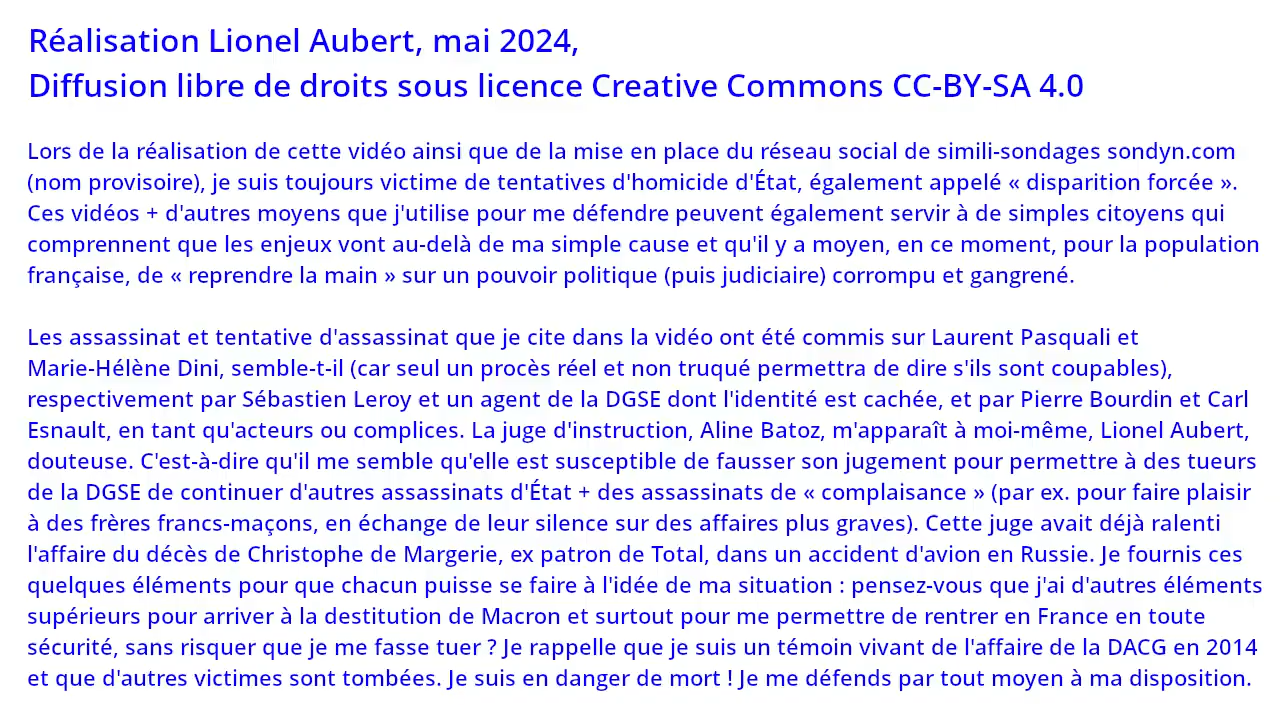 Réalisation Lionel Aubert, mai 2024,
Diffusion libre de droits sous licence Creative Commons CC-BY-SA 4.0
Lors de la réalisation de cette vidéo ainsi que de la mise en place du réseau social de simili-sondages sondyn.com
(nom provisoire), je suis toujours victime de tentatives d'homicide d'État, également appelé « disparition forcée ».
Ces vidéos + d'autres moyens que j'utilise pour me défendre peuvent également servir à de simples citoyens qui
comprennent que les enjeux vont au-delà de ma simple cause et qu'il y a moyen, en ce moment, pour la population
française, de « reprendre la main » sur un pouvoir politique (puis judiciaire) corrompu et gangrené.
Les assassinat et tentative d'assassinat que je cite dans la vidéo ont été commis sur Laurent Pasquali et
Marie-Hélène Dini, semble-t-il (car seul un procès réel et non truqué permettra de dire s'ils sont coupables),
respectivement par Sébastien Leroy et un agent de la DGSE dont l'identité est cachée, et par Pierre Bourdin et Carl
Esnault, en tant qu'acteurs ou complices. La juge d'instruction, Aline Batoz, m'apparaît à moi-même, Lionel Aubert,
douteuse. C'est-à-dire qu'il me semble qu'elle est susceptible de fausser son jugement pour permettre à des tueurs
de la DGSE de continuer d'autres assassinats d'État + des assassinats de « complaisance » (par ex. pour faire plaisir
à des frères francs-maçons, en échange de leur silence sur des affaires plus graves). Cette juge avait déjà ralenti
l'affaire du décès de Christophe de Margerie, ex patron de Total, dans un accident d'avion en Russie. Je fournis ces
quelques éléments pour que chacun puisse se faire à l'idée de ma situation : pensez-vous que j'ai d'autres éléments
supérieurs pour arriver à la destitution de Macron et surtout pour me permettre de rentrer en France en toute
sécurité, sans risquer que je me fasse tuer ? Je rappelle que je suis un témoin vivant de l'affaire de la DACG en 2014
et que d'autres victimes sont tombées. Je suis en danger de mort ! Je me défends par tout moyen à ma disposition.